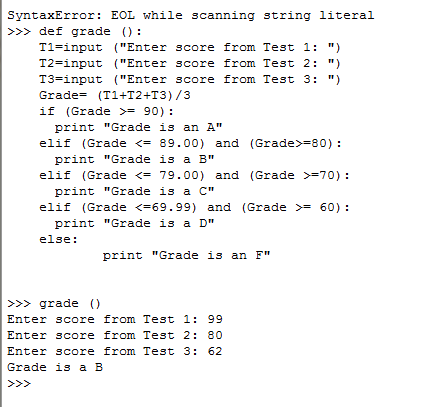 SyntaxError: EOL while scanning string literal
>>> def grade ():
    T1=input ("Enter score from Test 1: ")
    T2=input ("Enter score from Test 2: ")
    T3=input ("Enter score from Test 3: ")
    Grade= (T1+T2+T3)/3
    if (Grade >= 90):
      print "Grade is an A"
    elif (Grade <= 89.00) and (Grade>=80):
      print "Grade is a B"
    elif (Grade <= 79.00) and (Grade >=70):
      print "Grade is a C"
    elif (Grade <=69.99) and (Grade >= 60):
      print "Grade is a D"
    else:
            print "Grade is an F"
>>> grade ()
Enter score from Test 1: 99
Enter score from Test 2: 80
Enter score from Test 3: 62
Grade is a B
>>>